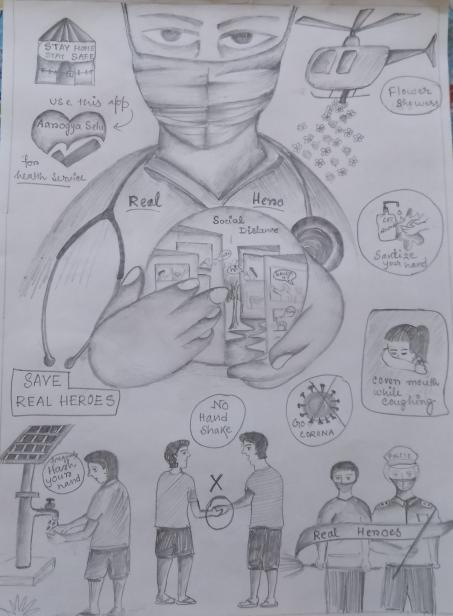 STAY HOME
STAY SAFE
use this app
Aarogya Setu
for
health service
Flower
Showers
Real Hero
Social
Distance
Sanitize
your hand
SAVE
REAL HEROES
No
Hand
Shake
Go
CORONA
cover mouth
while
coughing
Hash
your
hand
X
POLICE
Real Heroes